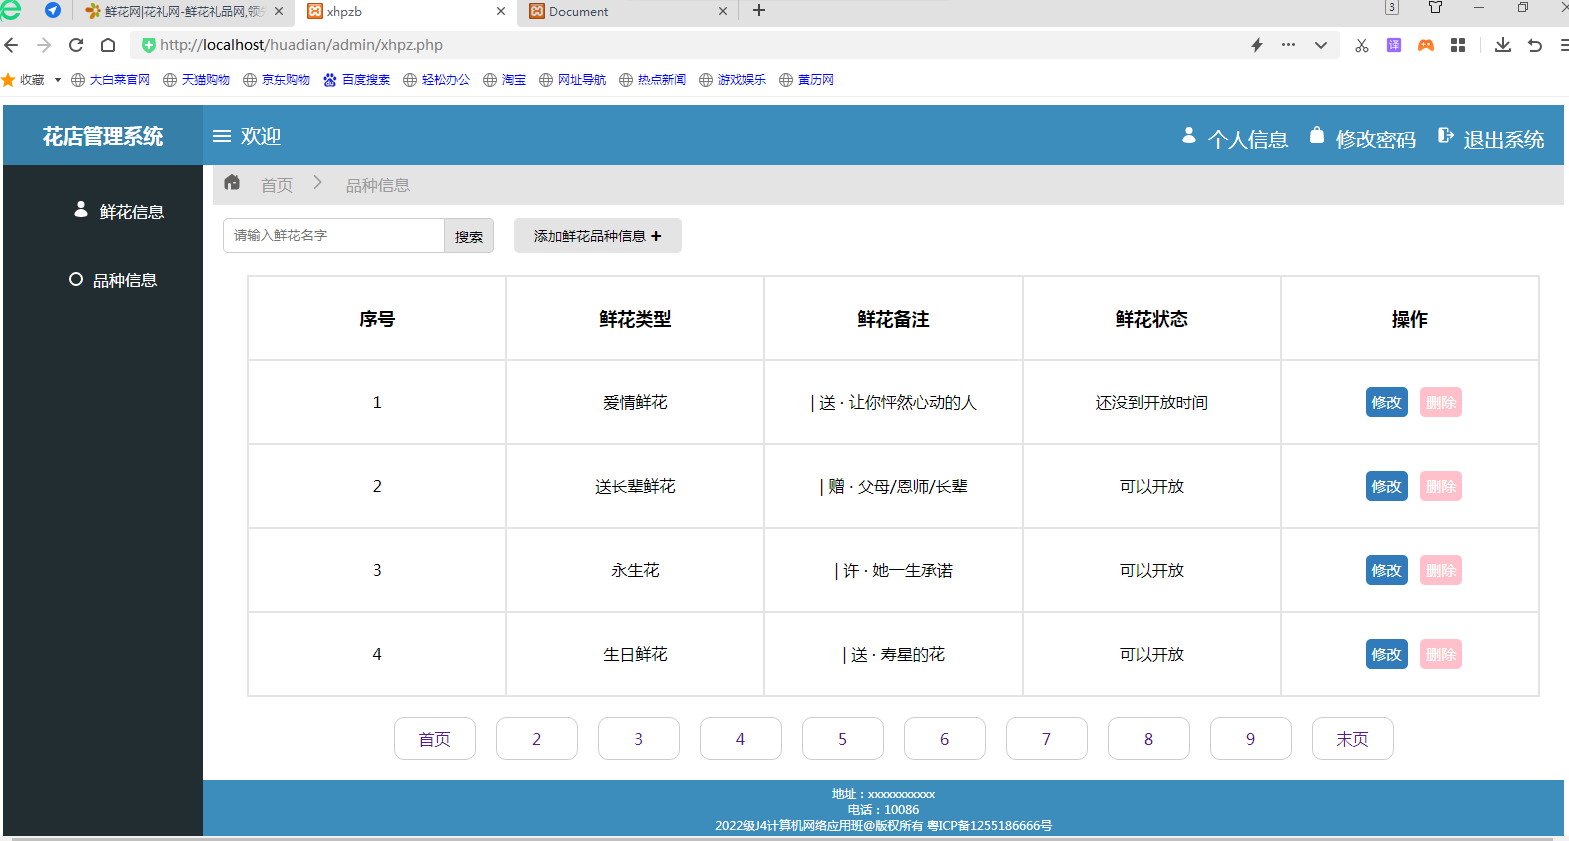 鲜花网|花礼网-鲜花礼品网,领
xhpzb
Document
3
http://localhost/huadian/admin/xhpz.php
译
收藏
大白菜官网
天猫购物
京东购物
百度搜索
轻松办公
淘宝
网址导航
热点新闻
游戏娱乐
黄历网
花店管理系统
欢迎
个人信息
修改密码
退出系统
首页
品种信息
鲜花信息
品种信息
请输入鲜花名字
搜索
添加鲜花品种信息
序号 鲜花类型 鲜花备注 鲜花状态 操作
1 爱情鲜花 | 送 · 让你怦然心动的人 还没到开放时间 修改 删除
2 送长辈鲜花 | 赠 · 父母/恩师/长辈 可以开放 修改 删除
3 永生花 | 许 · 她一生承诺 可以开放 修改 删除
4 生日鲜花 | 送 · 寿星的花 可以开放 修改 删除
首页 2 3 4 5 6 7 8 9 末页
地址：xxxxxxxxxxx
电话：10086
2022级J4计算机网络应用班@版权所有 粤ICP备1255186666号